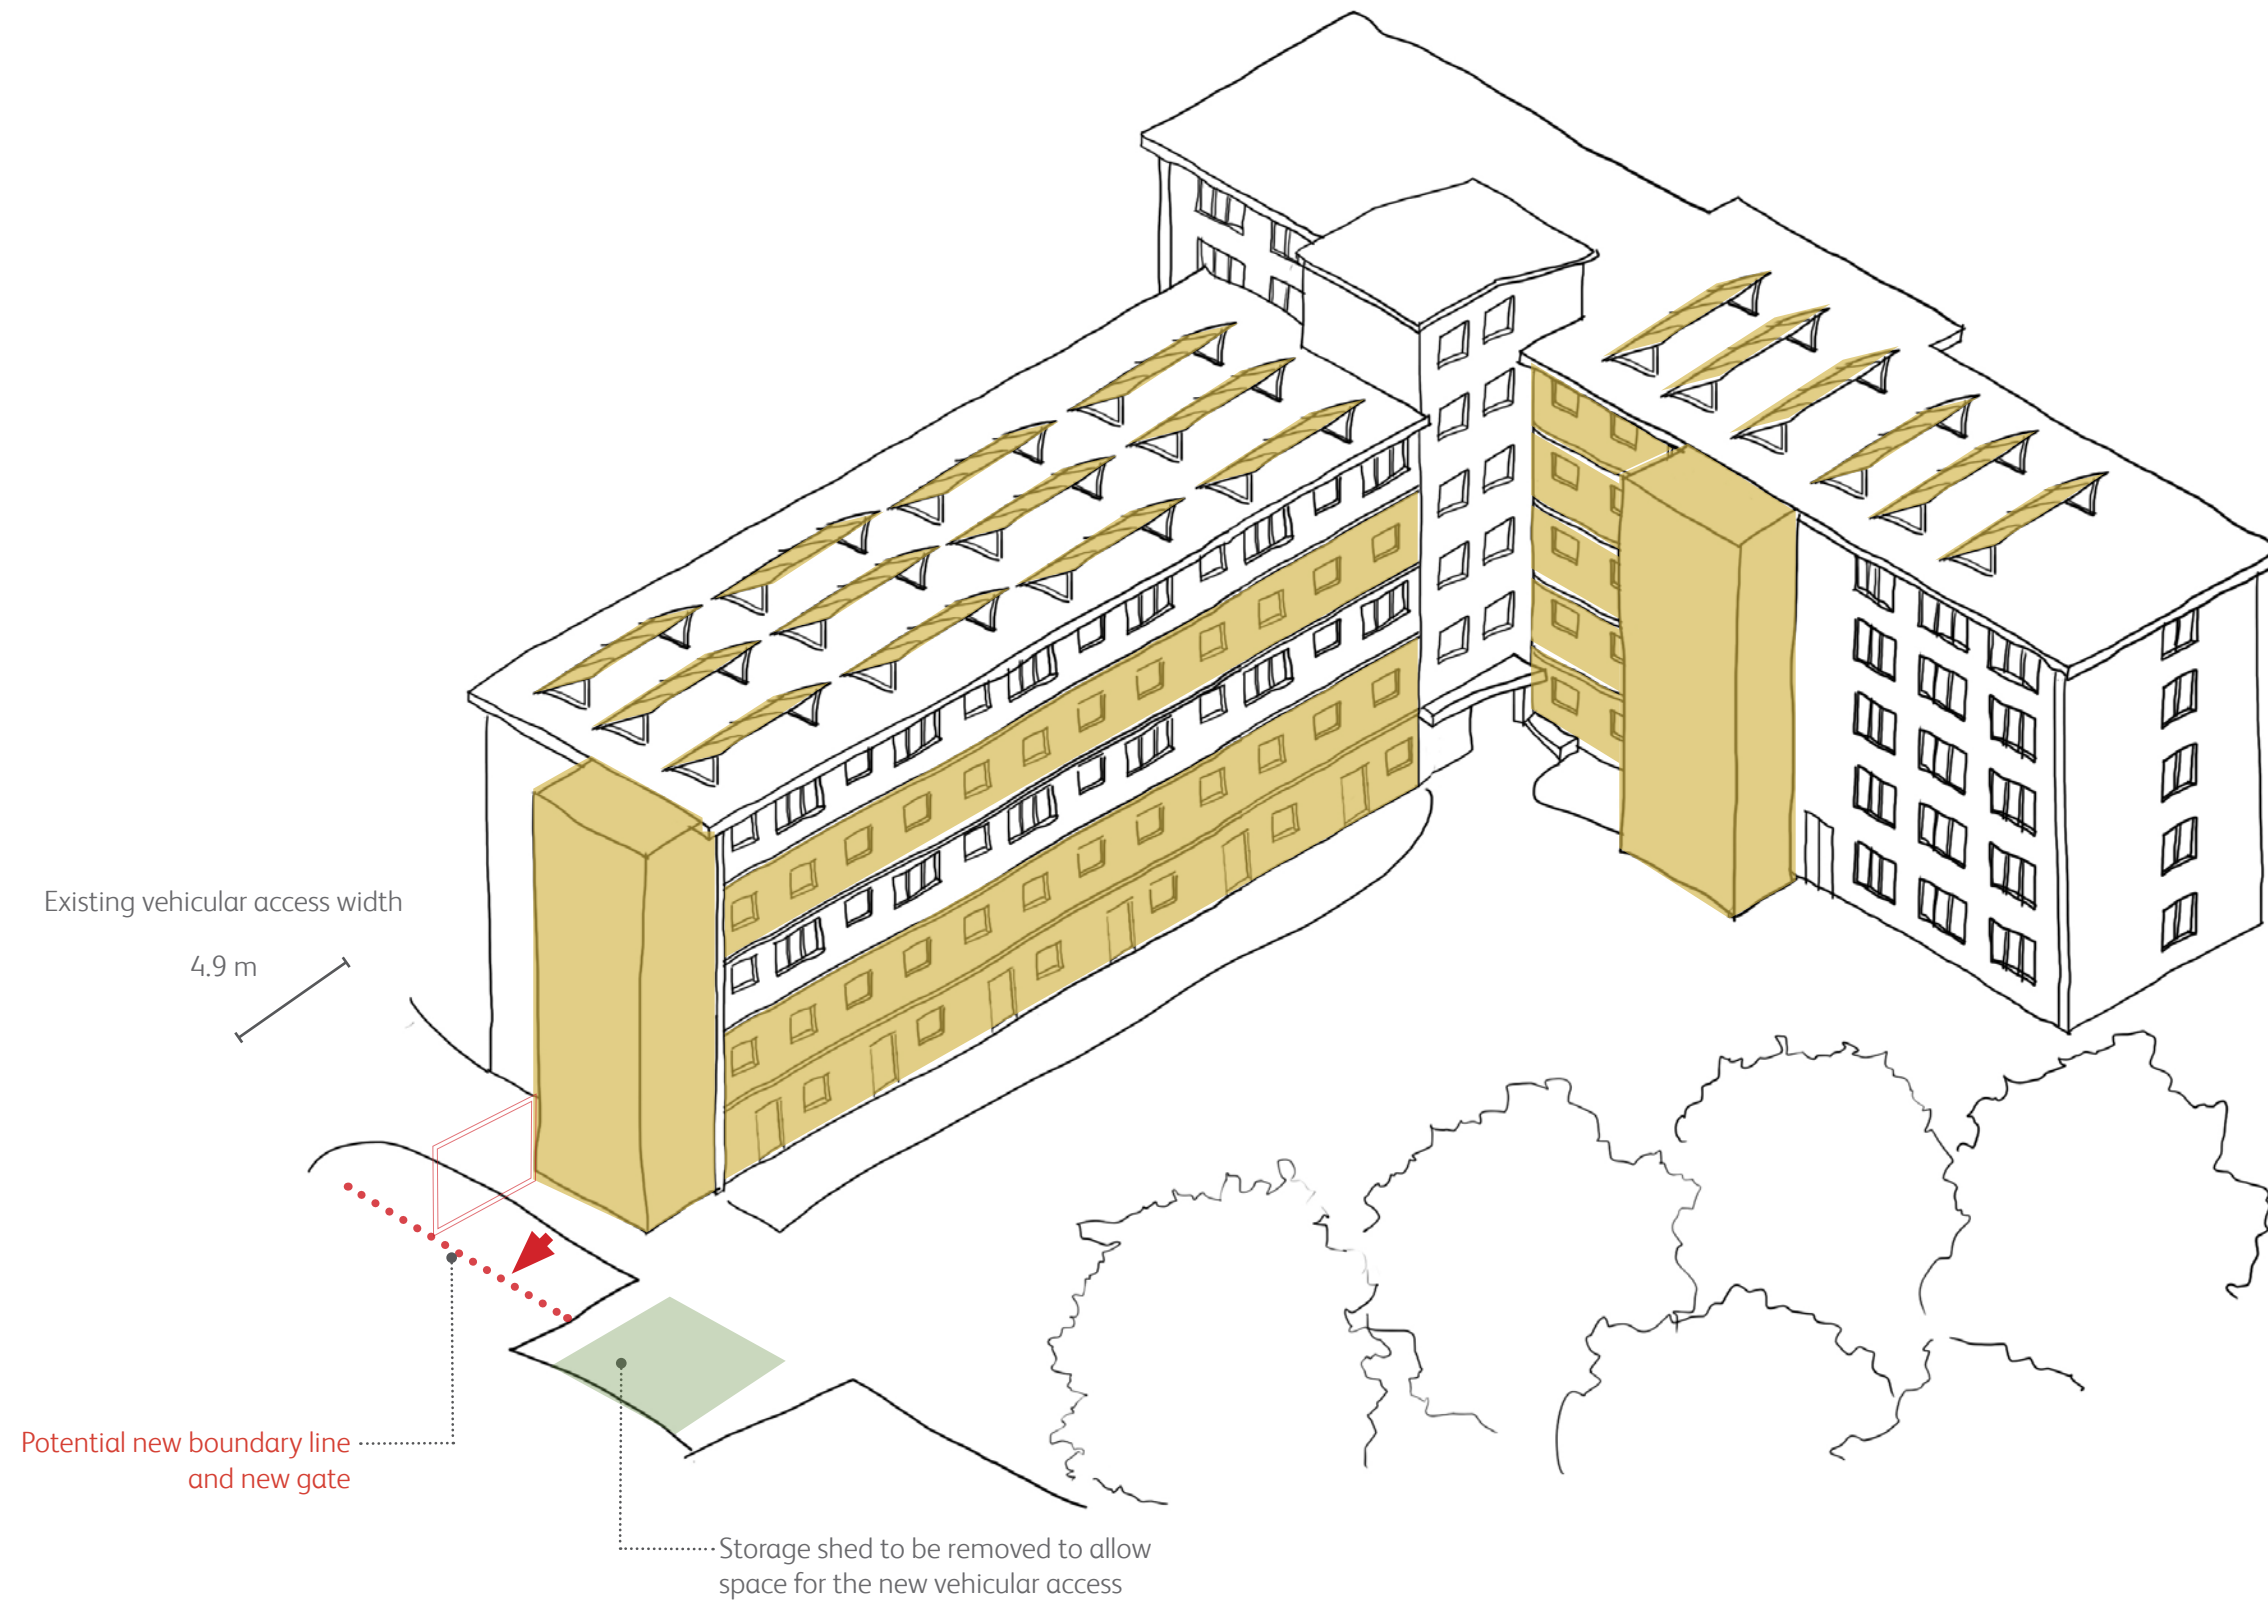 Existing vehicular access width
4.9 m
Potential new boundary line
and new gate
Storage shed to be removed to allow
space for the new vehicular access